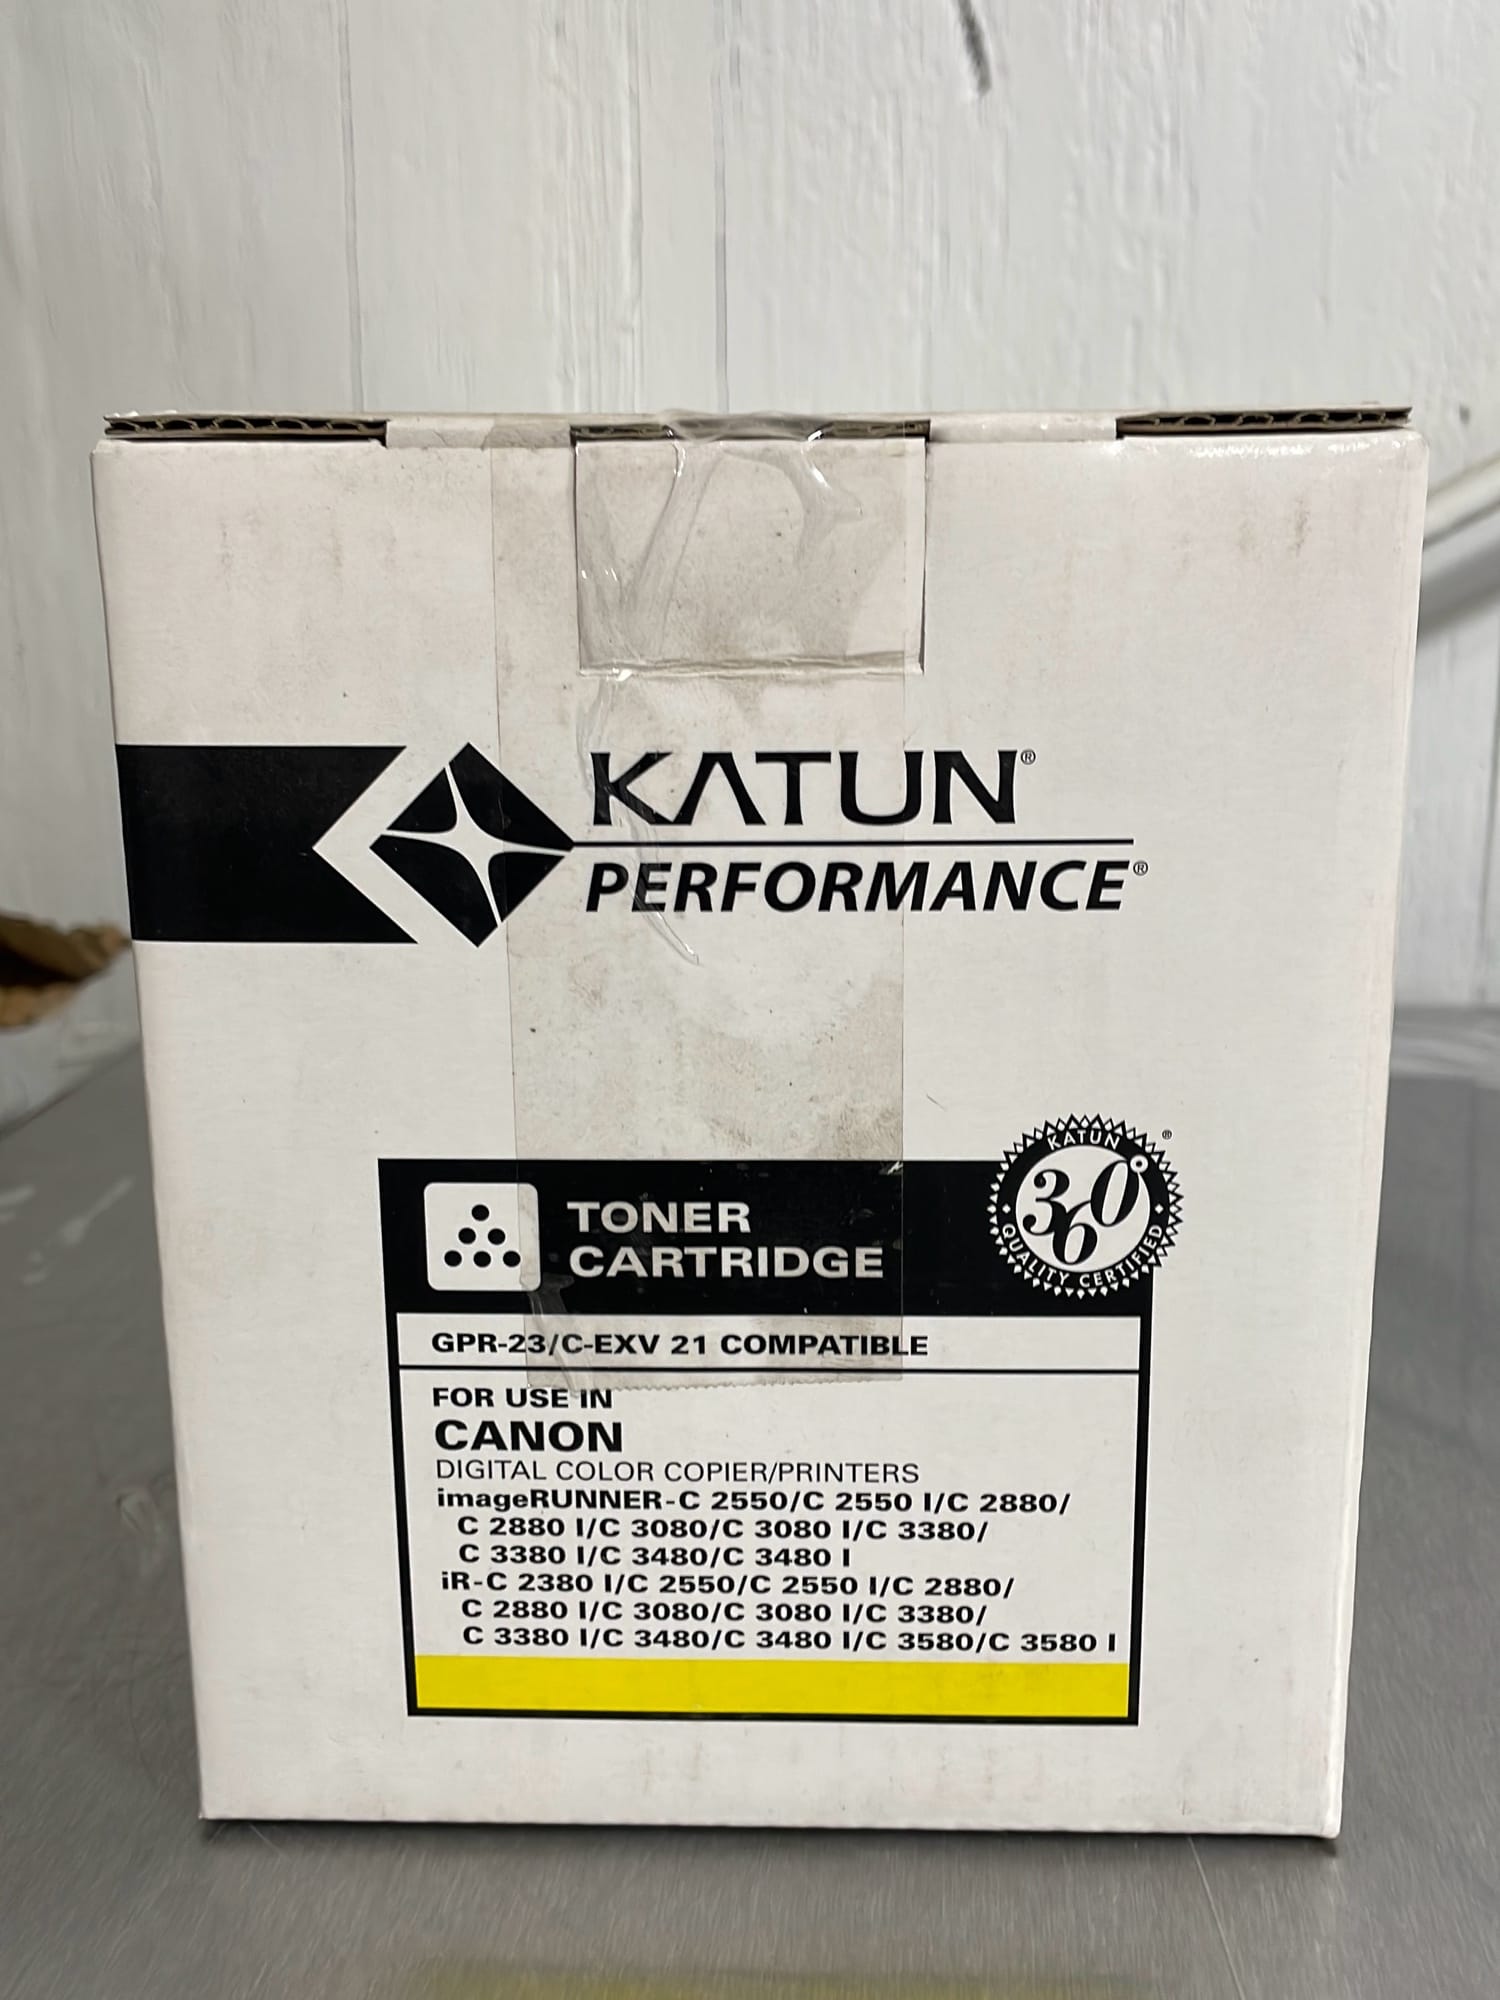 KATUN®
PERFORMANCE®
KATUN ®
360°
QUALITY CERTIFIED
TONER
CARTRIDGE
GPR-23/C-EXV 21 COMPATIBLE
FOR USE IN
CANON
DIGITAL COLOR COPIER/PRINTERS
imageRUNNER-C 2550/C 2550 I/C 2880/
C 2880 I/C 3080/C 3080 I/C 3380/
C 3380 I/C 3480/C 3480 I
iR-C 2380 I/C 2550/C 2550 I/C 2880/
C 2880 I/C 3080/C 3080 I/C 3380/
C 3380 I/C 3480/C 3480 I/C 3580/C 3580 I